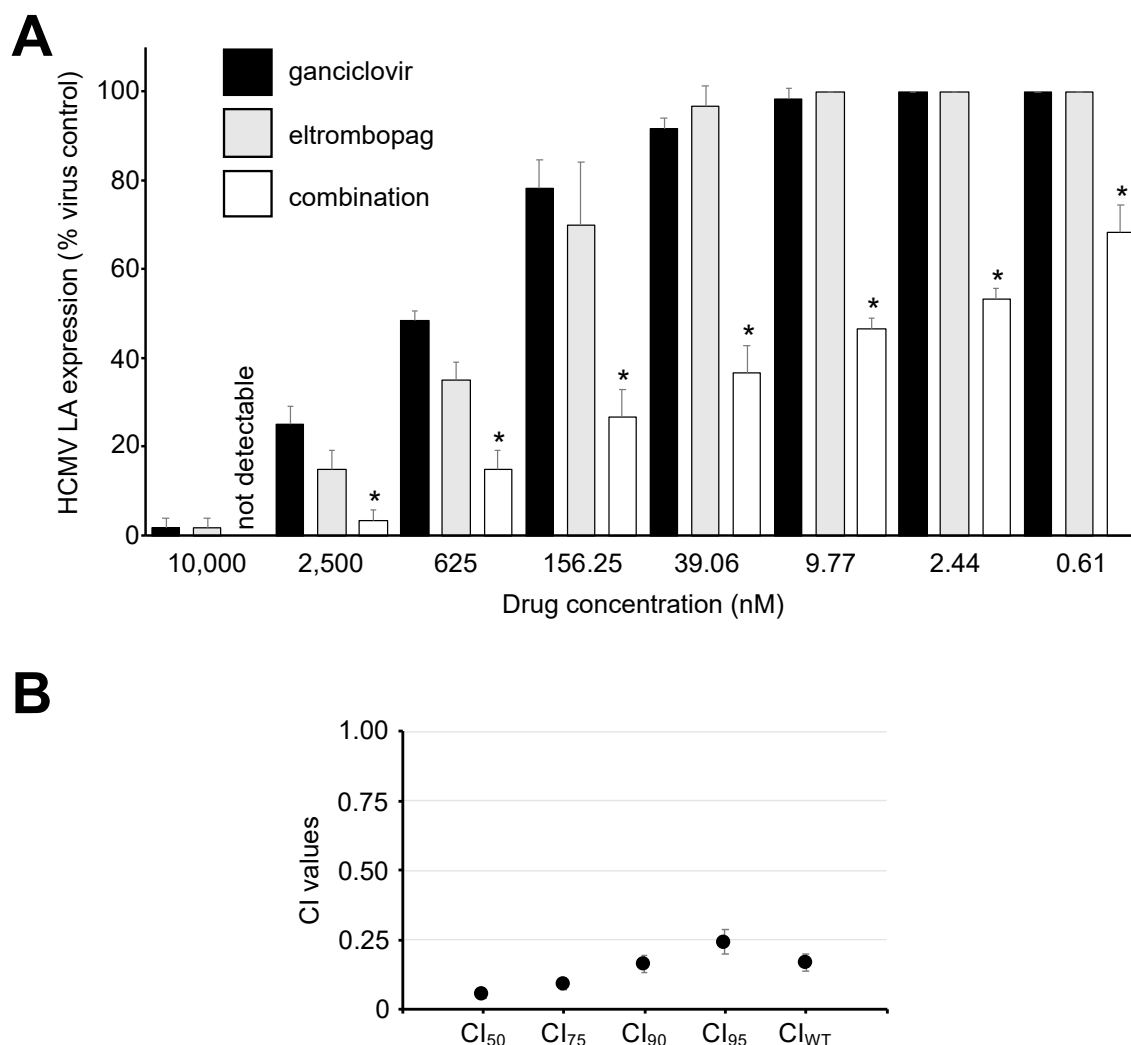 A
ganciclovir
eltrombopag
combination
HCMV LA expression (% virus control)
100
80
60
40
20
0
not detectable
*
*
*
*
*
*
*
10,000 2,500 625 156.25 39.06 9.77 2.44 0.61
Drug concentration (nM)
B
CI values
1.00
0.75
0.50
0.25
0
CI50 CI75 CI90 CI95 CIWT